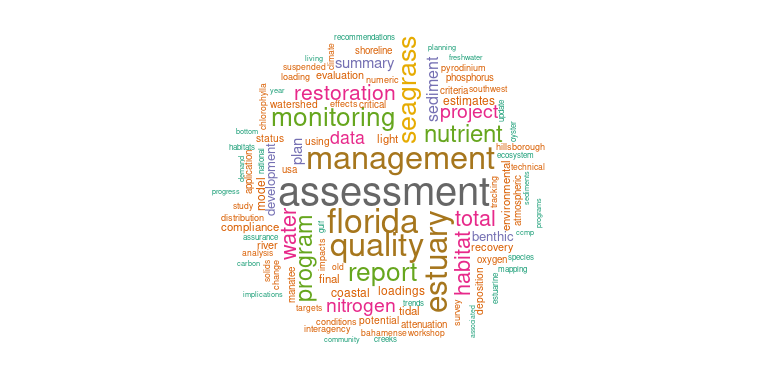 recommendations
planning
living
climate
shoreline
seagrass
freshwater
suspended
summary
sediment
pyrodinium
loading
evaluation
numeric
phosphorus
year
restoration
criteria
southwest
chlorophyll
watershed
effects
critical
estimates
monitoring
project
update
bottom
status
using
data
light
nutrient
oyster
habitats
plan
hillsborough
national
development
management
ecosystem
demand
application
usa
environmental
technical
progress
model
assessment
tracking
atmospheric
sediments
study
distribution
water
florida
estuary
total
programs
compliance
gulf
assurance
program
quality
habitat
benthic
ccmp
river
recovery
analysis
impacts
carbon
solids
change
manatee
old
report
oxygen
species
final
deposition
mapping
implications
coastal
loadings
estuarine
targets
nitrogen
trends
tidal
survey
associated
conditions
potential
attenuation
interagency
bahamense
workshop
community
creeks